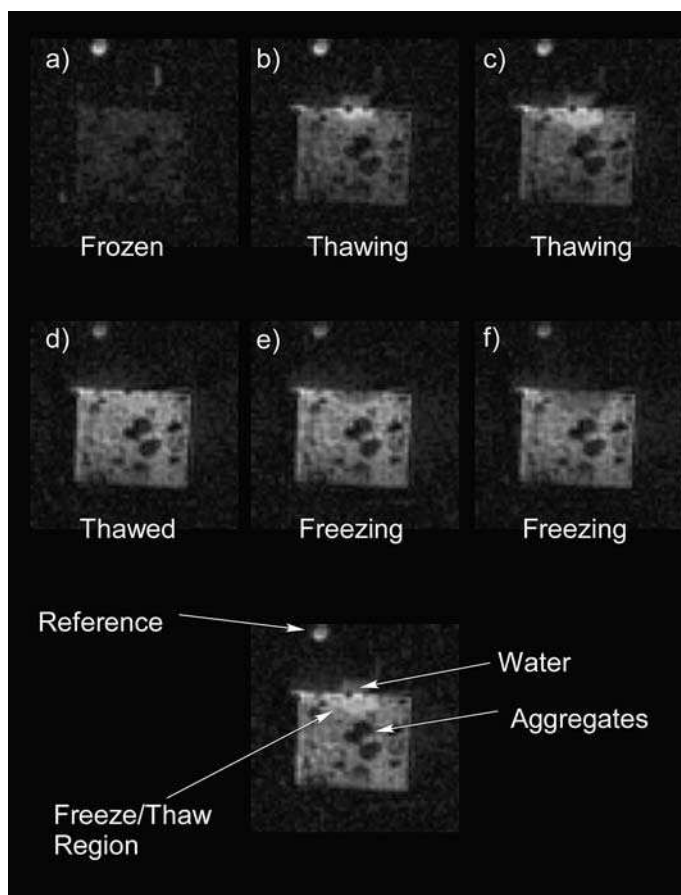 a)
b)
c)
Frozen
Thawing
Thawing
d)
e)
f)
Thawed
Freezing
Freezing
Reference
Water
Aggregates
Freeze/Thaw
Region